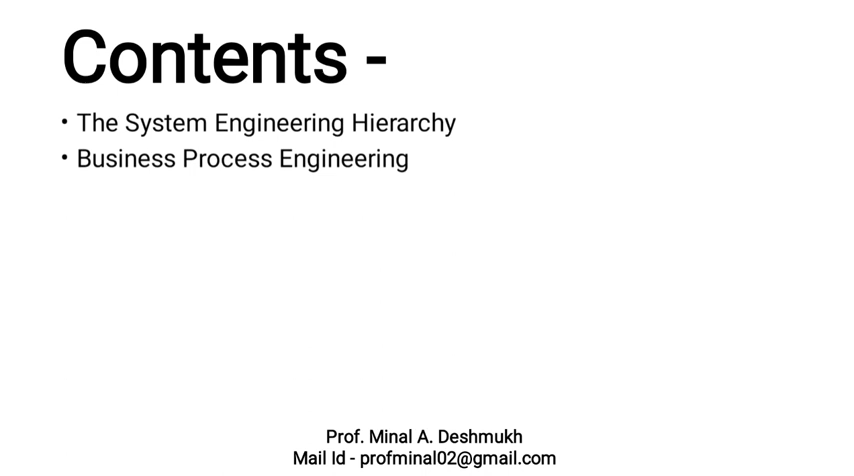 Contents -
• The System Engineering Hierarchy
• Business Process Engineering
Prof. Minal A. Deshmukh
Mail Id - profminal02@gmail.com